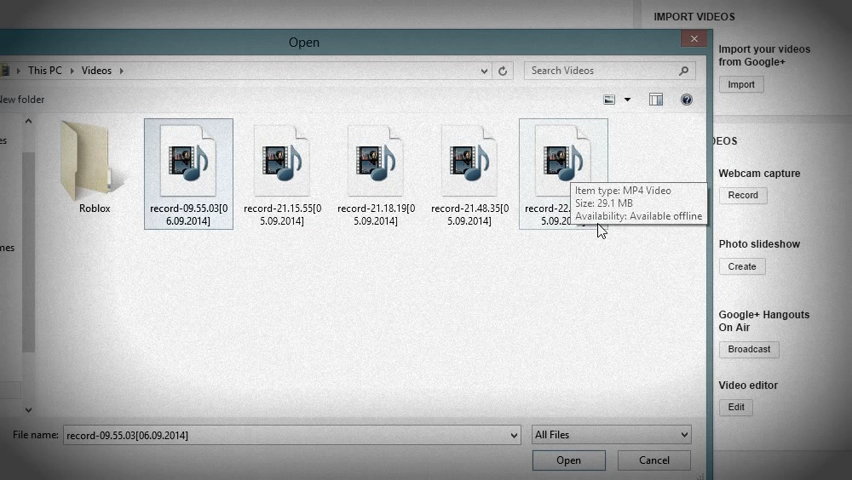 IMPORT VIDEOS
Open
Import your videos
from Google+
Import
This PC
Videos
Search Videos
New folder
Roblox
record-09.55.03[0
6.09.2014]
record-21.15.55[0
5.09.2014]
record-21.18.19[0
5.09.2014]
record-21.48.35[0
5.09.2014]
record-22.
5.09.
Item type: MP4 Video
Size: 29.1 MB
Availability: Available offline
DEOS
Webcam capture
Record
Photo slideshow
Create
Google+ Hangouts
On Air
Broadcast
Video editor
Edit
File name:
record-09.55.03[06.09.2014]
All Files
Open
Cancel